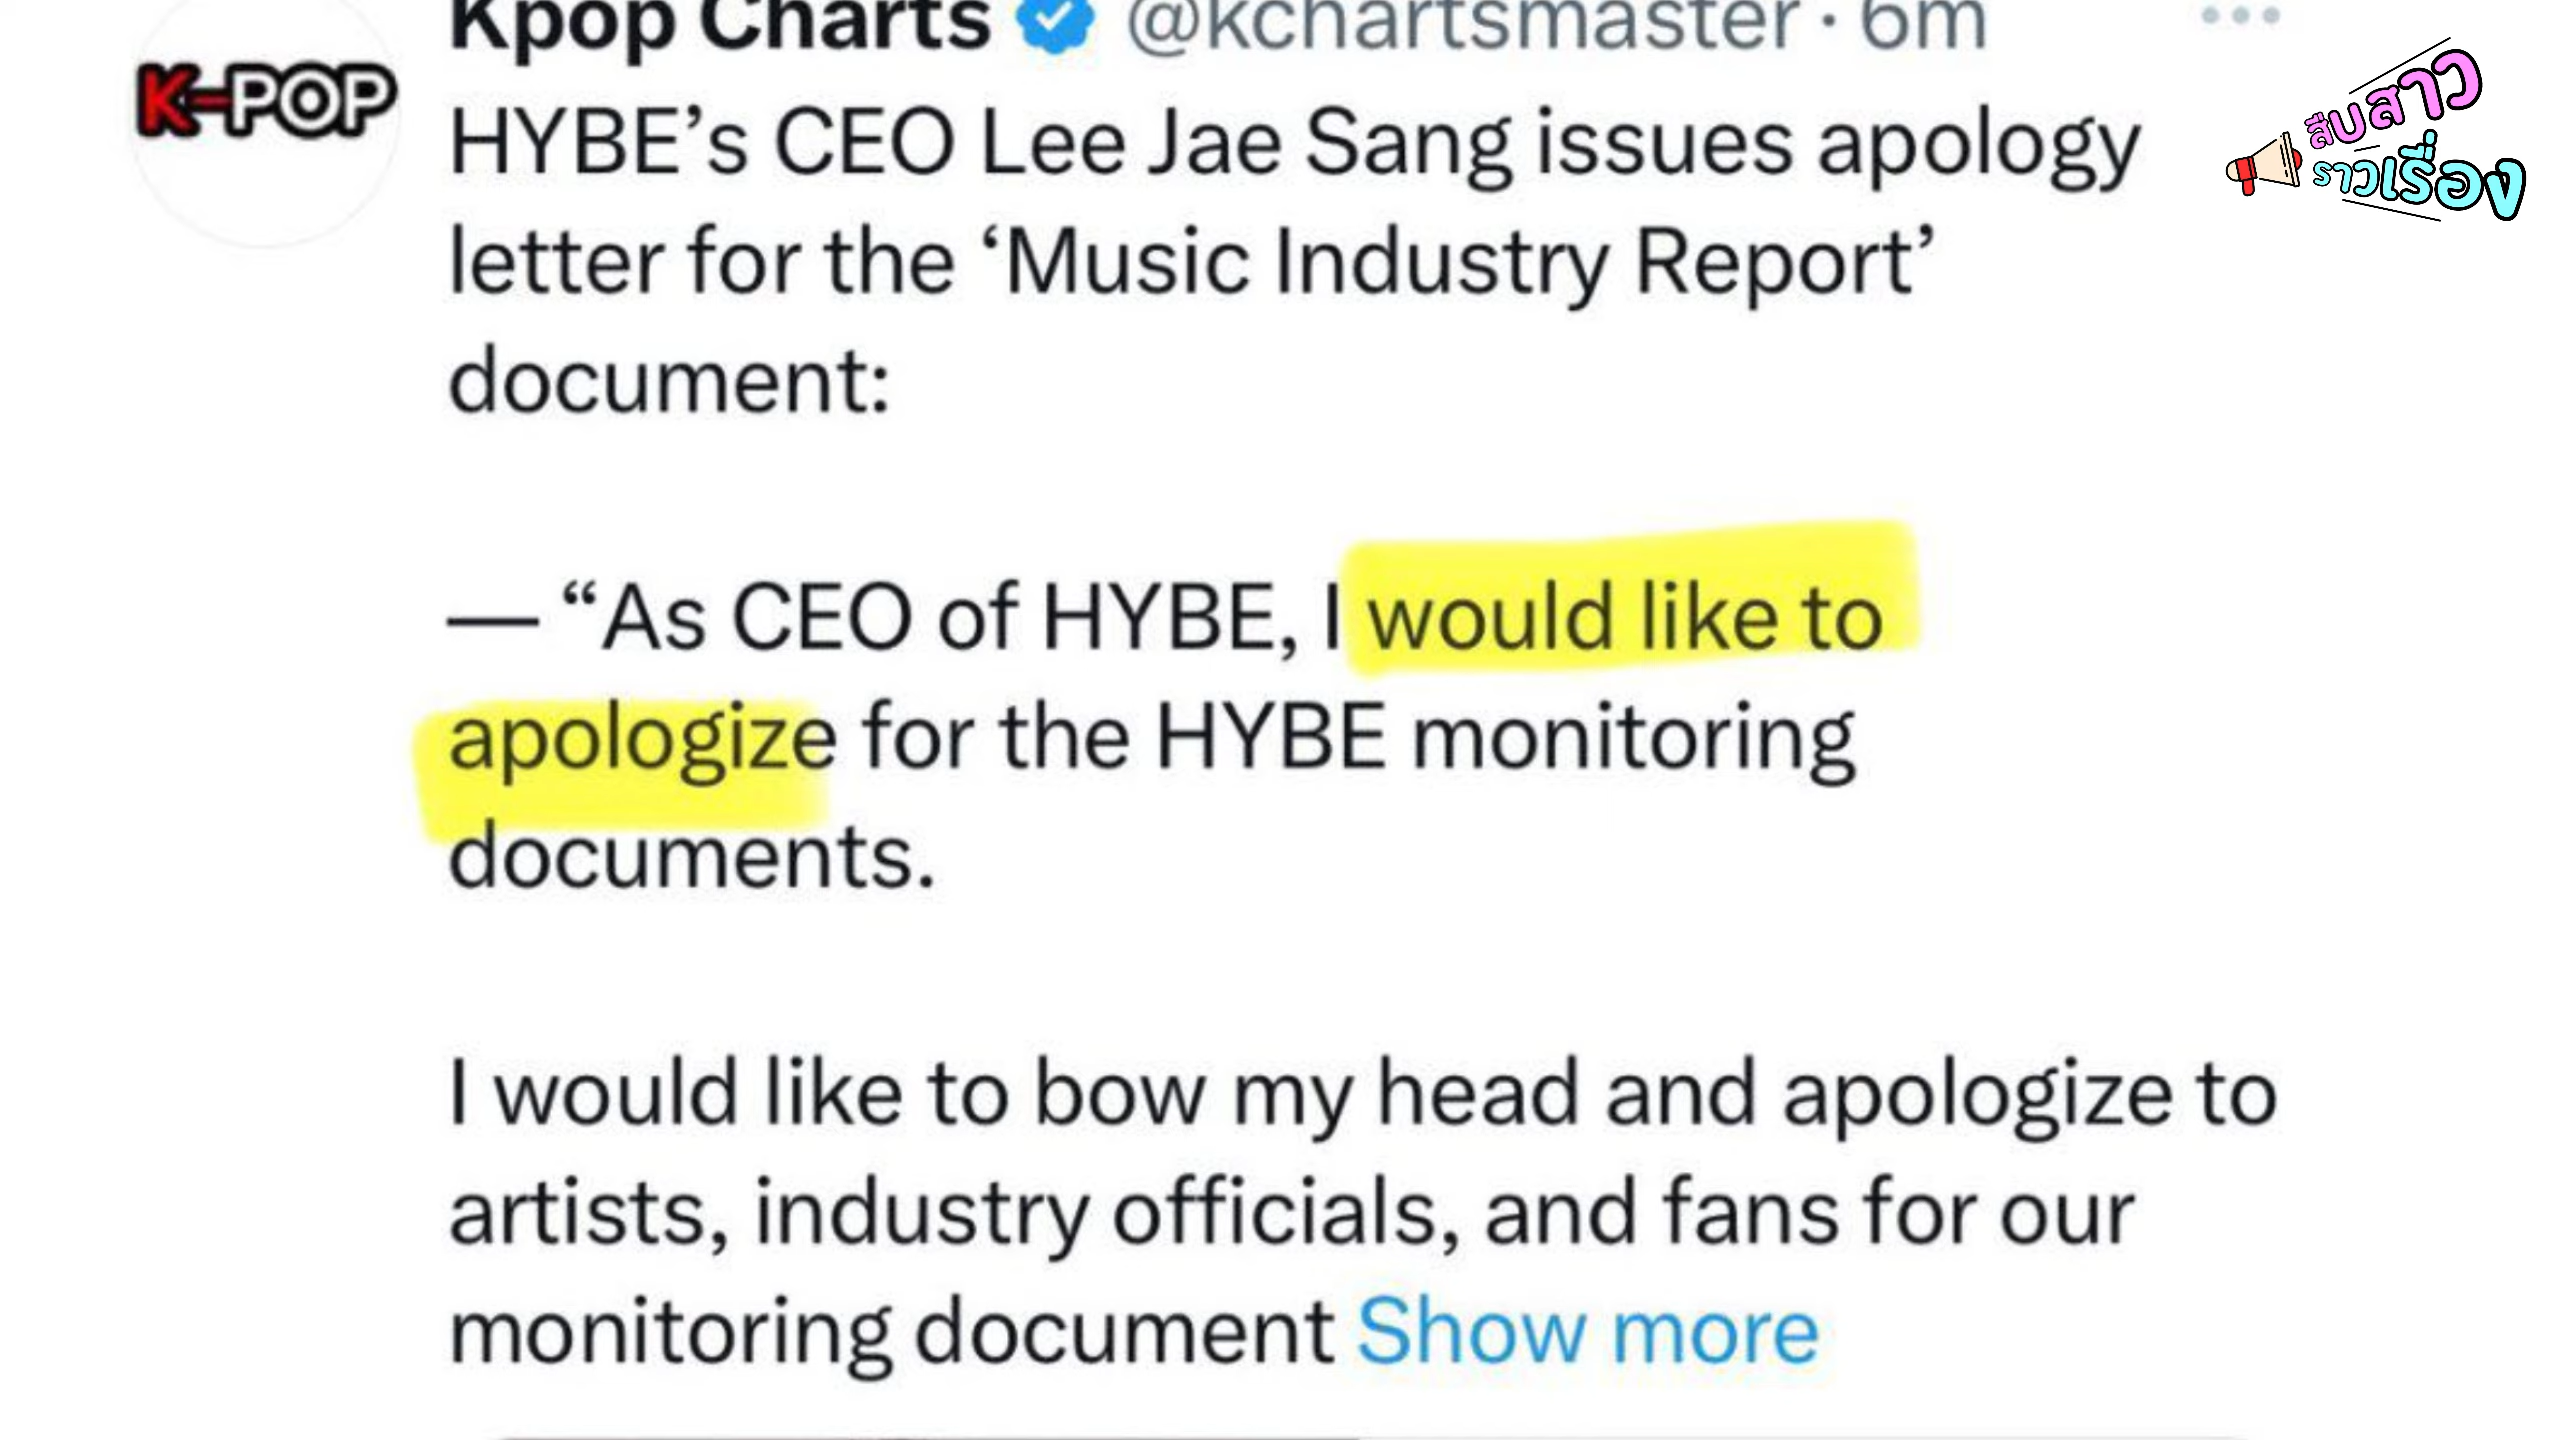 Kpop Charts @kchartsmaster · 6m
K-POP
สืบสาว
ราวเรื่อง
HYBE’s CEO Lee Jae Sang issues apology
letter for the ‘Music Industry Report’
document:
— “As CEO of HYBE, I would like to
apologize for the HYBE monitoring
documents.
I would like to bow my head and apologize to
artists, industry officials, and fans for our
monitoring document Show more